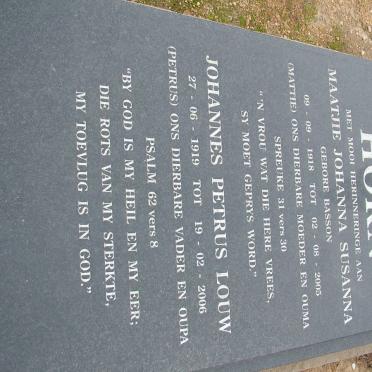 HORN
MET MOOI HERINNERINGE AAN
MAATJIE JOHANNA SUSANNA
GEBORE BASSON
09 - 09 - 1918 TOT 02 - 08 - 2005
(MATTIE) ONS DIERBARE MOEDER EN OUMA
SPREUKE 31 vers 30
"'N VROU WAT DIE HERE VREES,
SY MOET GEPRYS WORD."
JOHANNES PETRUS LOUW
27 - 06 - 1919 TOT 19 - 02 - 2006
(PETRUS) ONS DIERBARE VADER EN OUPA
PSALM 62 vers 8
"BY GOD IS MY HEIL EN MY EER;
DIE ROTS VAN MY STERKTE,
MY TOEVLUG IS IN GOD."